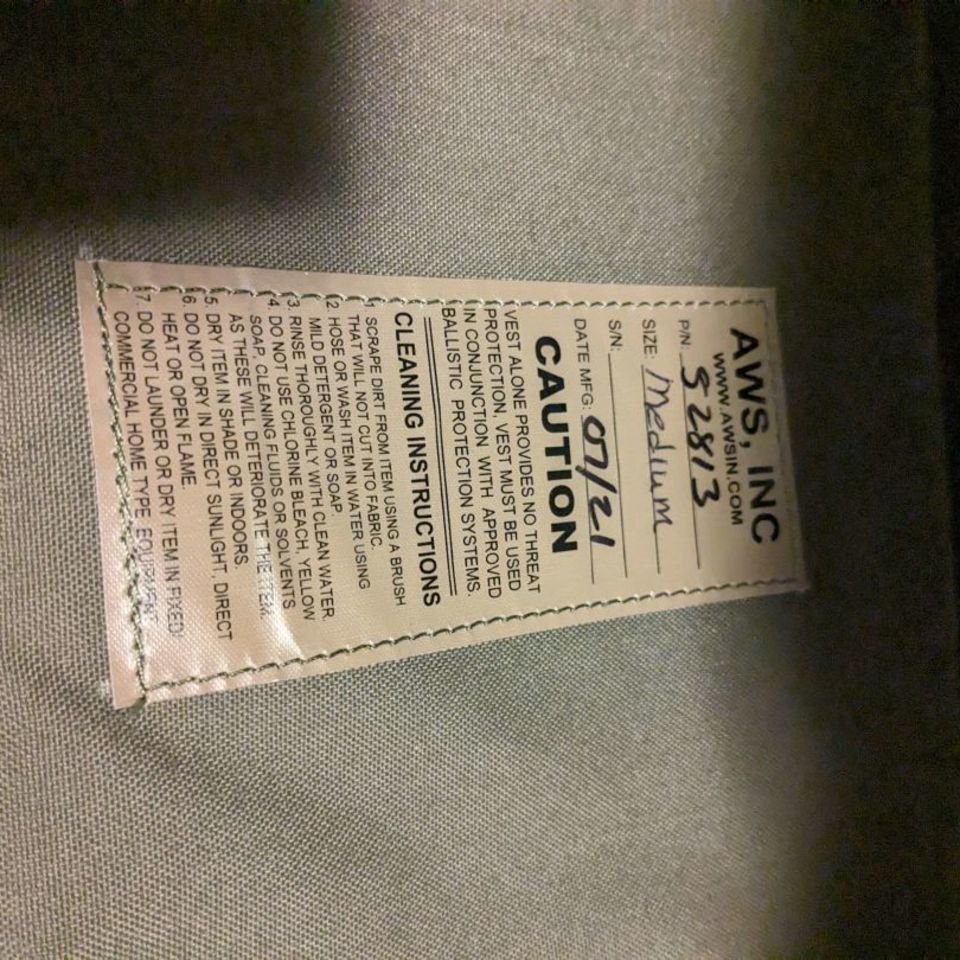 AWS, INC
WWW.AWSIN.COM
P/N: 52813
SIZE: Medium
S/N:
DATE MFG: 07/21
CAUTION
VEST ALONE PROVIDES NO THREAT
PROTECTION, VEST MUST BE USED
IN CONJUNCTION WITH APPROVED
BALLISTIC PROTECTION SYSTEMS.
CLEANING INSTRUCTIONS
1. SCRAPE DIRT FROM ITEM USING A BRUSH
THAT WILL NOT CUT INTO FABRIC.
2. HOSE OR WASH ITEM IN WATER USING
MILD DETERGENT OR SOAP
3. RINSE THOROUGHLY WITH CLEAN WATER.
4. DO NOT USE CHLORINE BLEACH, YELLOW
SOAP, CLEANING FLUIDS OR SOLVENTS
AS THESE WILL DETERIORATE THE ITEM.
5. DRY ITEM IN SHADE OR INDOORS
6. DO NOT DRY IN DIRECT SUNLIGHT, DIRECT
HEAT OR OPEN FLAME.
7. DO NOT LAUNDER OR DRY ITEM IN FIXED/
COMMERCIAL HOME TYPE EQUIPMENT